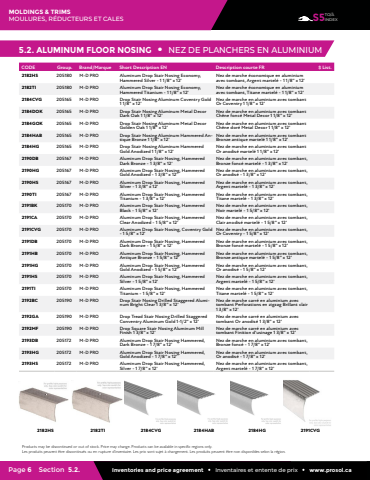 MOLDINGS & TRIMS
MOULURES, RÉDUCTEURS ET CALES
5.2. ALUMINUM FLOOR NOSING • NEZ DE PLANCHERS EN ALUMINIUM
CODE Group. Brand/Marque Short Description EN Description courte FR $ List.
2182HS 205180 M-D PRO Aluminum Drop Stair Nosing Economy, Nez de marche économique en aluminium
Hammered Silver - 1 1/8" x 12' avec tombant, Argent martelé - 1 1/8" x 12'
2182TI 205180 M-D PRO Aluminum Drop Stair Nosing Economy, Nez de marche économique en aluminium
Hammered Titanium - 1 1/8" x 12' avec tombant, Titane martelé - 1 1/8" x 12'
2184CVG 205165 M-D PRO Drop Stair Nosing Aluminum Coventry Gold Nez de marche en aluminium avec tombant
1 1/8" x 12' Or Coventry 1 1/8" x 12'
2184DOK 205165 M-D PRO Drop Stair Nosing Aluminum Metal Decor Nez de marche en aluminium avec tombant
Dark Oak 1 1/8" x 12' Chêne foncé Metal Decor 1 1/8" x 12'
2184GOK 205165 M-D PRO Drop Stair Nosing Aluminum Metal Decor Nez de marche en aluminium avec tombant
Golden Oak 1 1/8" x 12' Chêne doré Metal Decor 1 1/8" x 12'
2184HAB 205165 M-D PRO Drop Stair Nosing Aluminum Hammered An- Nez de marche en aluminium avec tombant
tique Bronze 1 1/8" x 12' Bronze antique martelé 1 1/8" x 12'
2184HG 205165 M-D PRO Drop Stair Nosing Aluminum Hammered Nez de marche en aluminium avec tombant
Gold Anodized 1 1/8" x 12' Or anodisé martelé 1 1/8" x 12'
2190DB 205167 M-D PRO Aluminum Drop Stair Nosing, Hammered Nez de marche en aluminium avec tombant,
Dark Bronze - 1 3/8" x 12' Bronze foncé martelé - 1 3/8" x 12'
2190HG 205167 M-D PRO Aluminum Drop Stair Nosing, Hammered, Nez de marche en aluminium avec tombant,
Gold Anodized - 1 3/8" x 12' Or anodisé - 1 3/8" x 12'
2190HS 205167 M-D PRO Aluminum Drop Stair Nosing, Hammered, Nez de marche en aluminium avec tombant,
Silver - 1 3/8" x 12' Argent martelé - 1 3/8" x 12'
2190TI 205167 M-D PRO Aluminum Drop Stair Nosing, Hammered, Nez de marche en aluminium avec tombant,
Titanium - 1 3/8" x 12' Titane martelé - 1 3/8" x 12'
2191BK 205170 M-D PRO Aluminum Drop Stair Nosing, Hammered, Nez de marche en aluminium avec tombant,
Black - 1 5/8" x 12' Noir martelé - 1 5/8" x 12'
2191CA 205170 M-D PRO Aluminum Drop Stair Nosing, Hammered, Nez de marche en aluminium avec tombant,
Clear Anodized - 1 5/8" x 12' Clair anodisé martelé - 1 5/8" x 12'
2191CVG 205170 M-D PRO Aluminum Drop Stair Nosing, Coventry Gold Nez de marche en aluminium avec tombant,
- 1 5/8" x 12' Or Coventry - 1 5/8" x 12'
2191DB 205170 M-D PRO Aluminum Drop Stair Nosing, Hammered Nez de marche en aluminium avec tombant,
Dark Bronze - 1 5/8" x 12' Bronze foncé martelé - 1 5/8" x 12'
2191HB 205170 M-D PRO Aluminum Drop Stair Nosing, Hammered Nez de marche en aluminium avec tombant,
Antique Bronze - 1 5/8" x 12' Bronze antique martelé - 1 5/8" x 12'
2191HG 205170 M-D PRO Aluminum Drop Stair Nosing, Hammered Nez de marche en aluminium avec tombant,
Gold Anodized - 1 5/8" x 12' Or anodisé - 1 5/8" x 12'
2191HS 205170 M-D PRO Aluminum Drop Stair Nosing, Hammered, Nez de marche en aluminium avec tombant,
Silver - 1 5/8" x 12' Argent martelé - 1 5/8" x 12'
2191TI 205170 M-D PRO Aluminum Drop Stair Nosing, Hammered Nez de marche en aluminium avec tombant,
Titanium - 1 5/8" x 12' Titane martelé - 1 5/8" x 12'
2192BC 205190 M-D PRO Drop Stair Nosing Drilled Staggered Alumi- Nez de marche carré en aluminium avec
num Bright Clear 1 3/8" x 12' tombant Perforations en zigzag Brillant clair
1 3/8" x 12'
2192GA 205190 M-D PRO Drop Tread Stair Nosing Drilled Staggered Nez de marche carré en aluminium avec
tombant Or anodisé 1 3/8" x 12'
2192MF 205190 M-D PRO Drop Square Stair Nosing Aluminum Mill Nez de marche carré en aluminium avec
Finish 1 3/8" x 12' tombant Finition d'usinage 1 3/8" x 12'
2193DB 205172 M-D PRO Aluminum Drop Stair Nosing, Hammered, Nez de marche en aluminium avec tombant,
Dark Bronze - 1 7/8" x 12' Bronze foncé - 1 7/8" x 12'
2193HG 205172 M-D PRO Aluminum Drop Stair Nosing, Hammered, Nez de marche en aluminium avec tombant,
Gold Anodized - 1 7/8" x 12' Or anodisé - 1 7/8" x 12'
2193HS 205172 M-D PRO Aluminum Drop Stair Nosing, Hammered, Nez de marche en aluminium avec tombant,
Silver - 1 7/8" x 12' Argent martelé - 1 7/8" x 12'
2182HS 2182TI 2184CVG 2184HAB 2184HG 2191CVG
Products may be discontinued or out of stock. Price may change. Products can be available in specific regions only.
Les produits peuvent être discontinués ou en rupture d'inventaire. Les prix sont sujet à changement. Les produits peuvent être non disponibles selon la région.
Page 6 Section 5.2. Inventories and price agreement • Inventaires et entente de prix • www.prosol.ca